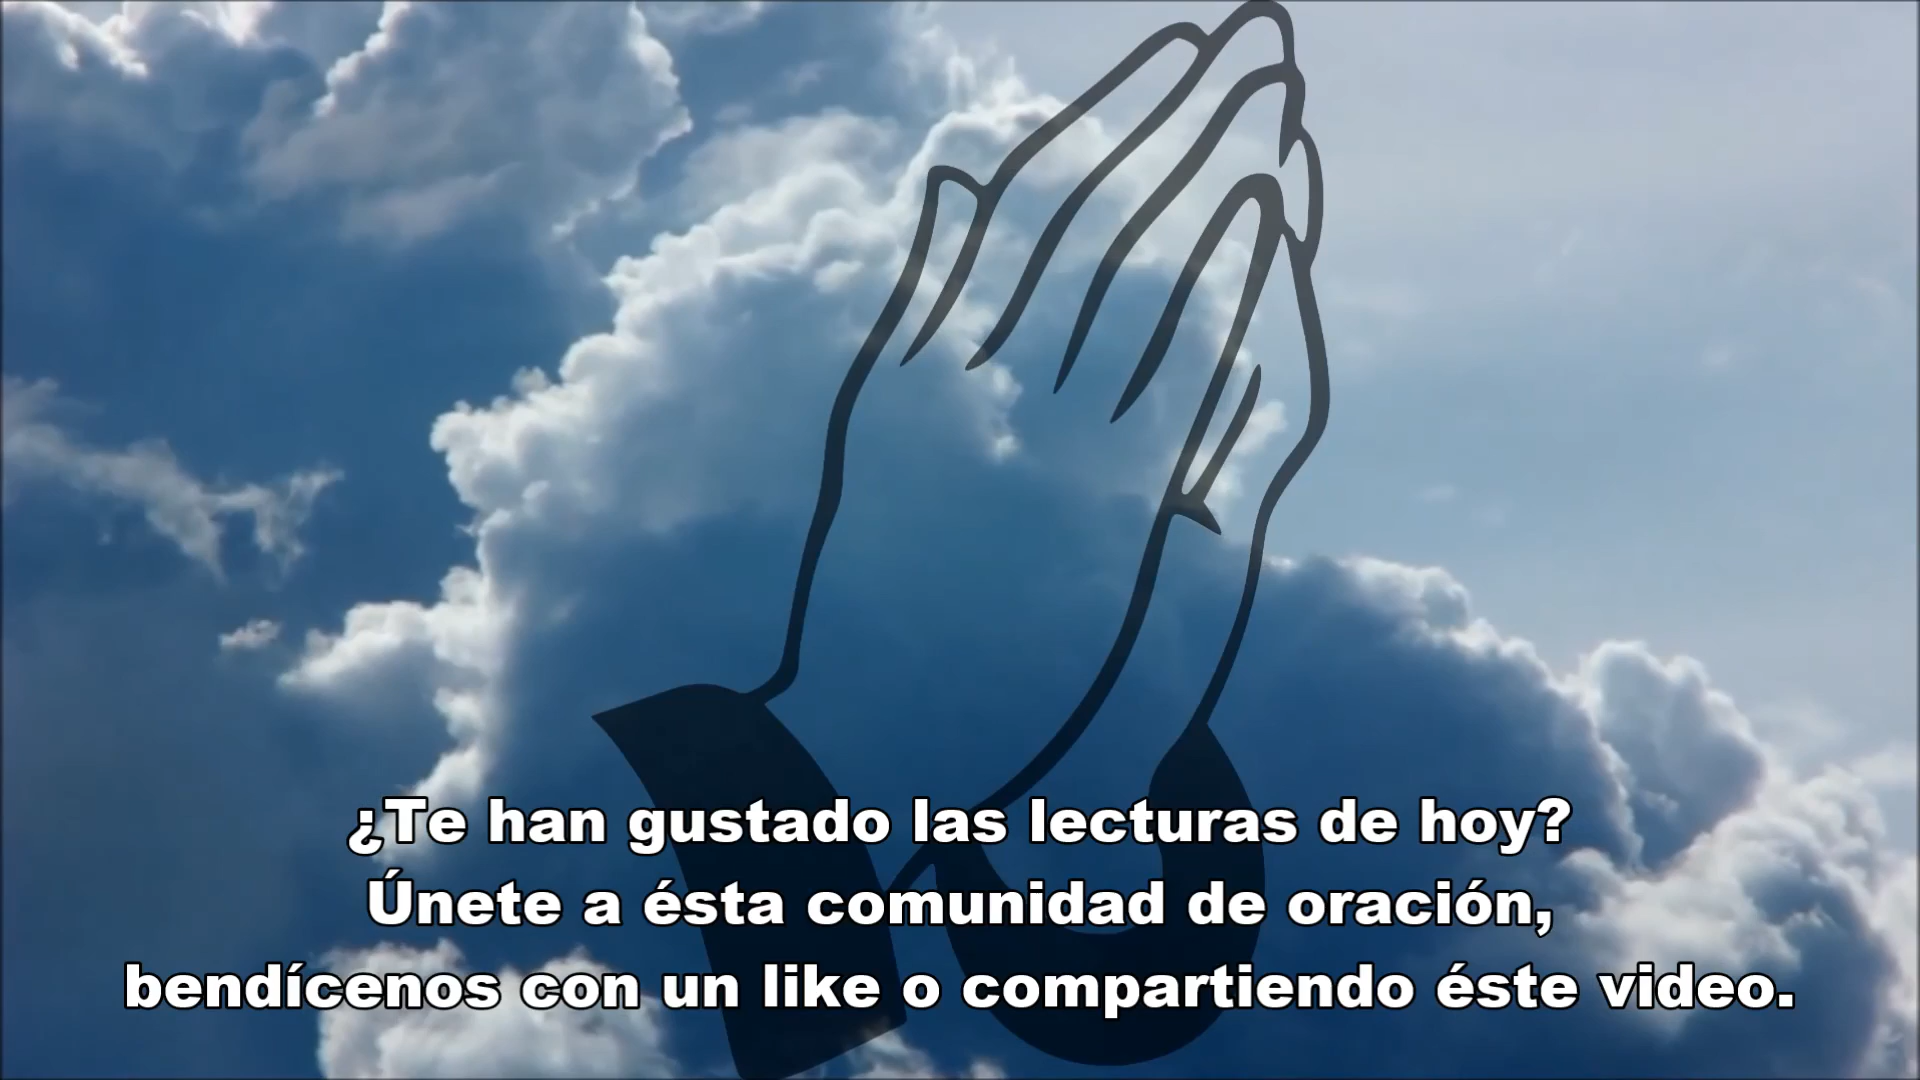 ¿Te han gustado las lecturas de hoy?
Únete a ésta comunidad de oración,
bendícenos con un like o compartiendo éste video.